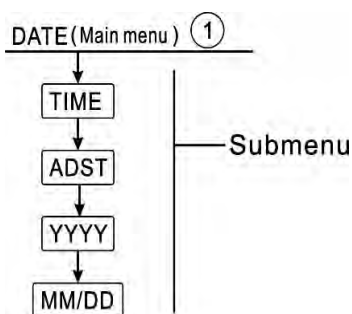 DATE (Main menu) 1
TIME
ADST
Submenu
YYYY
MM/DD